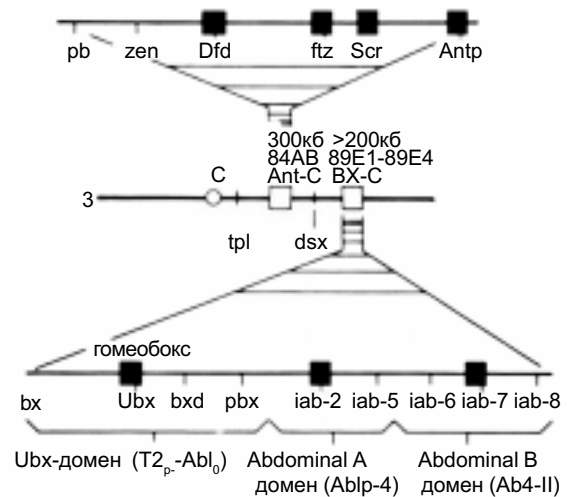 pb zen Dfd ftz Scr Antp
300кб >200кб
84AB 89E1-89E4
C Ant-C BX-C
3
tpl dsx
гомеобокс
bx Ubx bxd pbx iab-2 iab-5 iab-6 iab-7 iab-8
Ubx-домен (T2p--Abl0) Abdominal A Abdominal B
домен (Ablp-4) домен (Ab4-II)